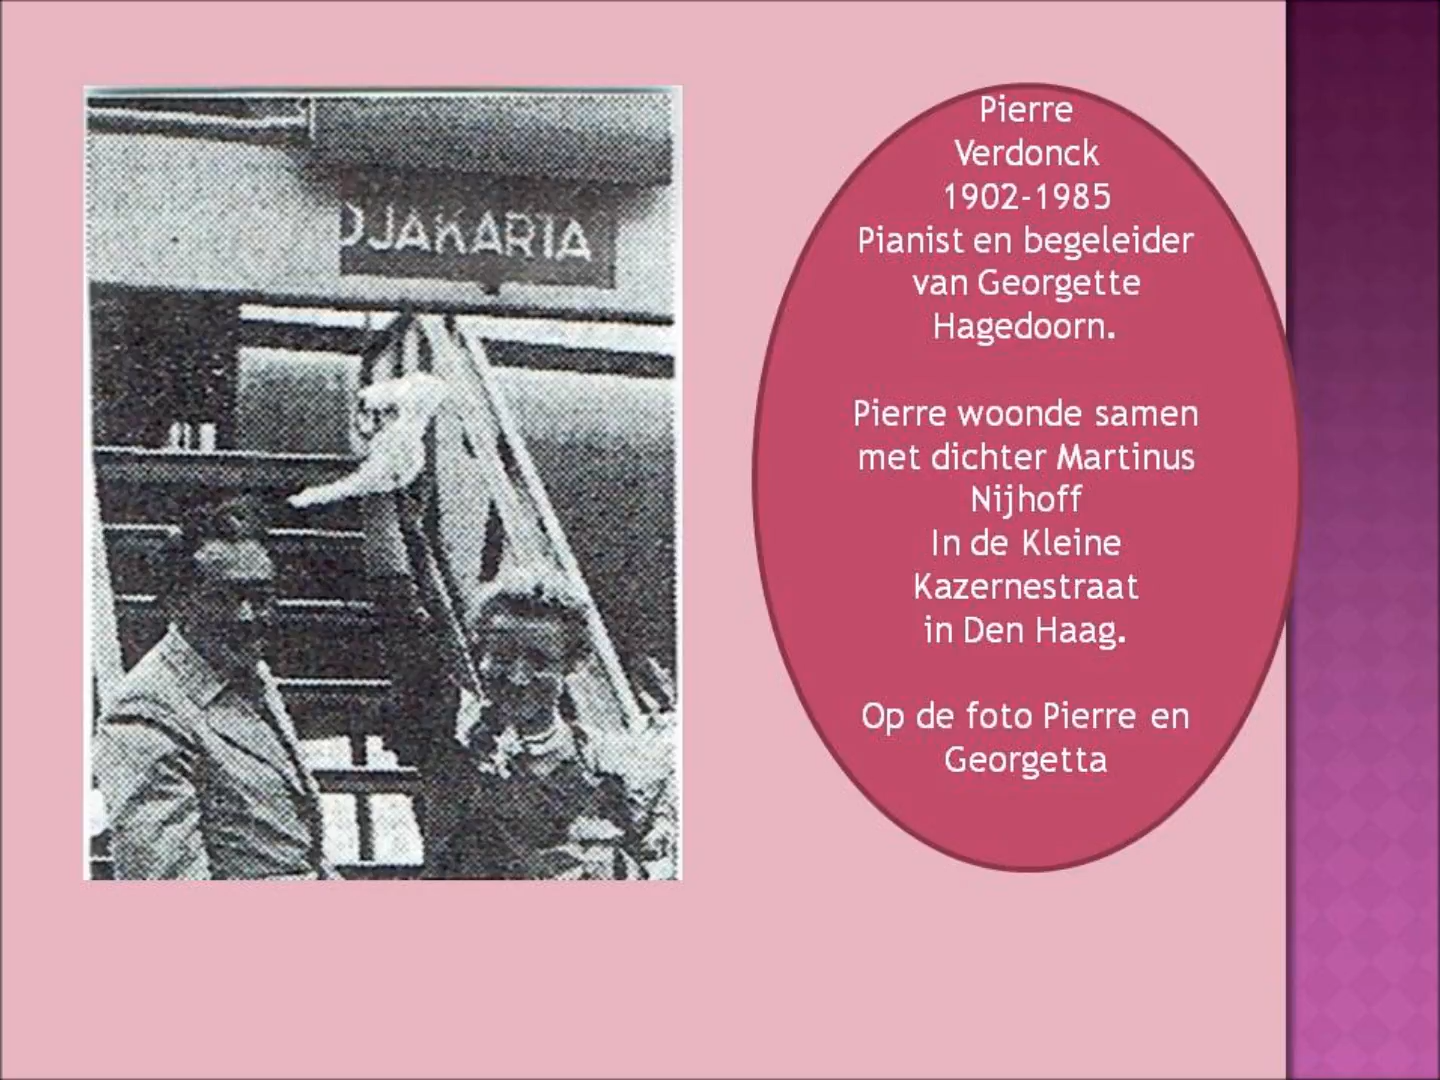 DJAKARTA
Pierre
Verdonck
1902-1985
Pianist en begeleider
van Georgette
Hagedoorn.
Pierre woonde samen
met dichter Martinus
Nijhoff
In de Kleine
Kazernestraat
in Den Haag.
Op de foto Pierre en
Georgetta